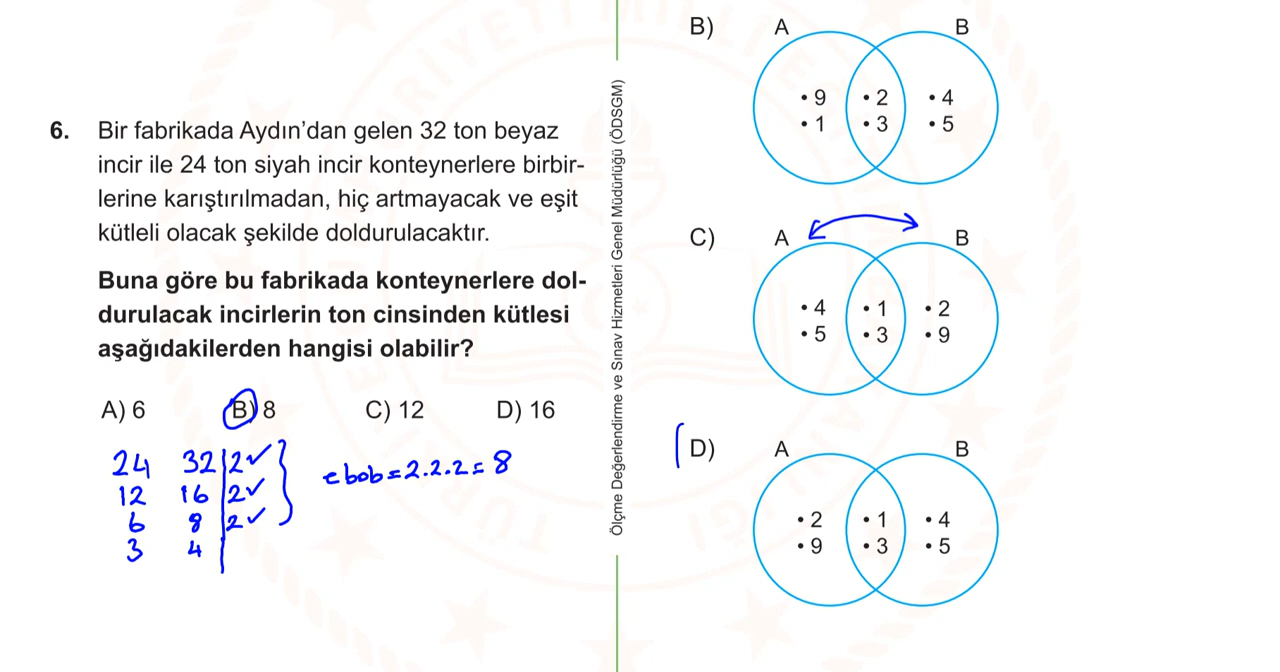 6. Bir fabrikada Aydın'dan gelen 32 ton beyaz
incir ile 24 ton siyah incir konteynerlere birbir-
lerine karıştırılmadan, hiç artmayacak ve eşit
kütleli olacak şekilde doldurulacaktır.
Buna göre bu fabrikada konteynerlere dol-
durulacak incirlerin ton cinsinden kütlesi
aşağıdakilerden hangisi olabilir?
A) 6 B) 8 C) 12 D) 16
24 32 2 ✓
12 16 2 ✓
6 8 2 ✓
3 4
ebob = 2.2.2 = 8
Ölçme Değerlendirme ve Sınav Hizmetleri Genel Müdürlüğü (ÖDSGM)
B) A B
• 9 • 2 • 4
• 1 • 3 • 5
C) A B
• 4 • 1 • 2
• 5 • 3 • 9
D) A B
• 2 • 1 • 4
• 9 • 3 • 5